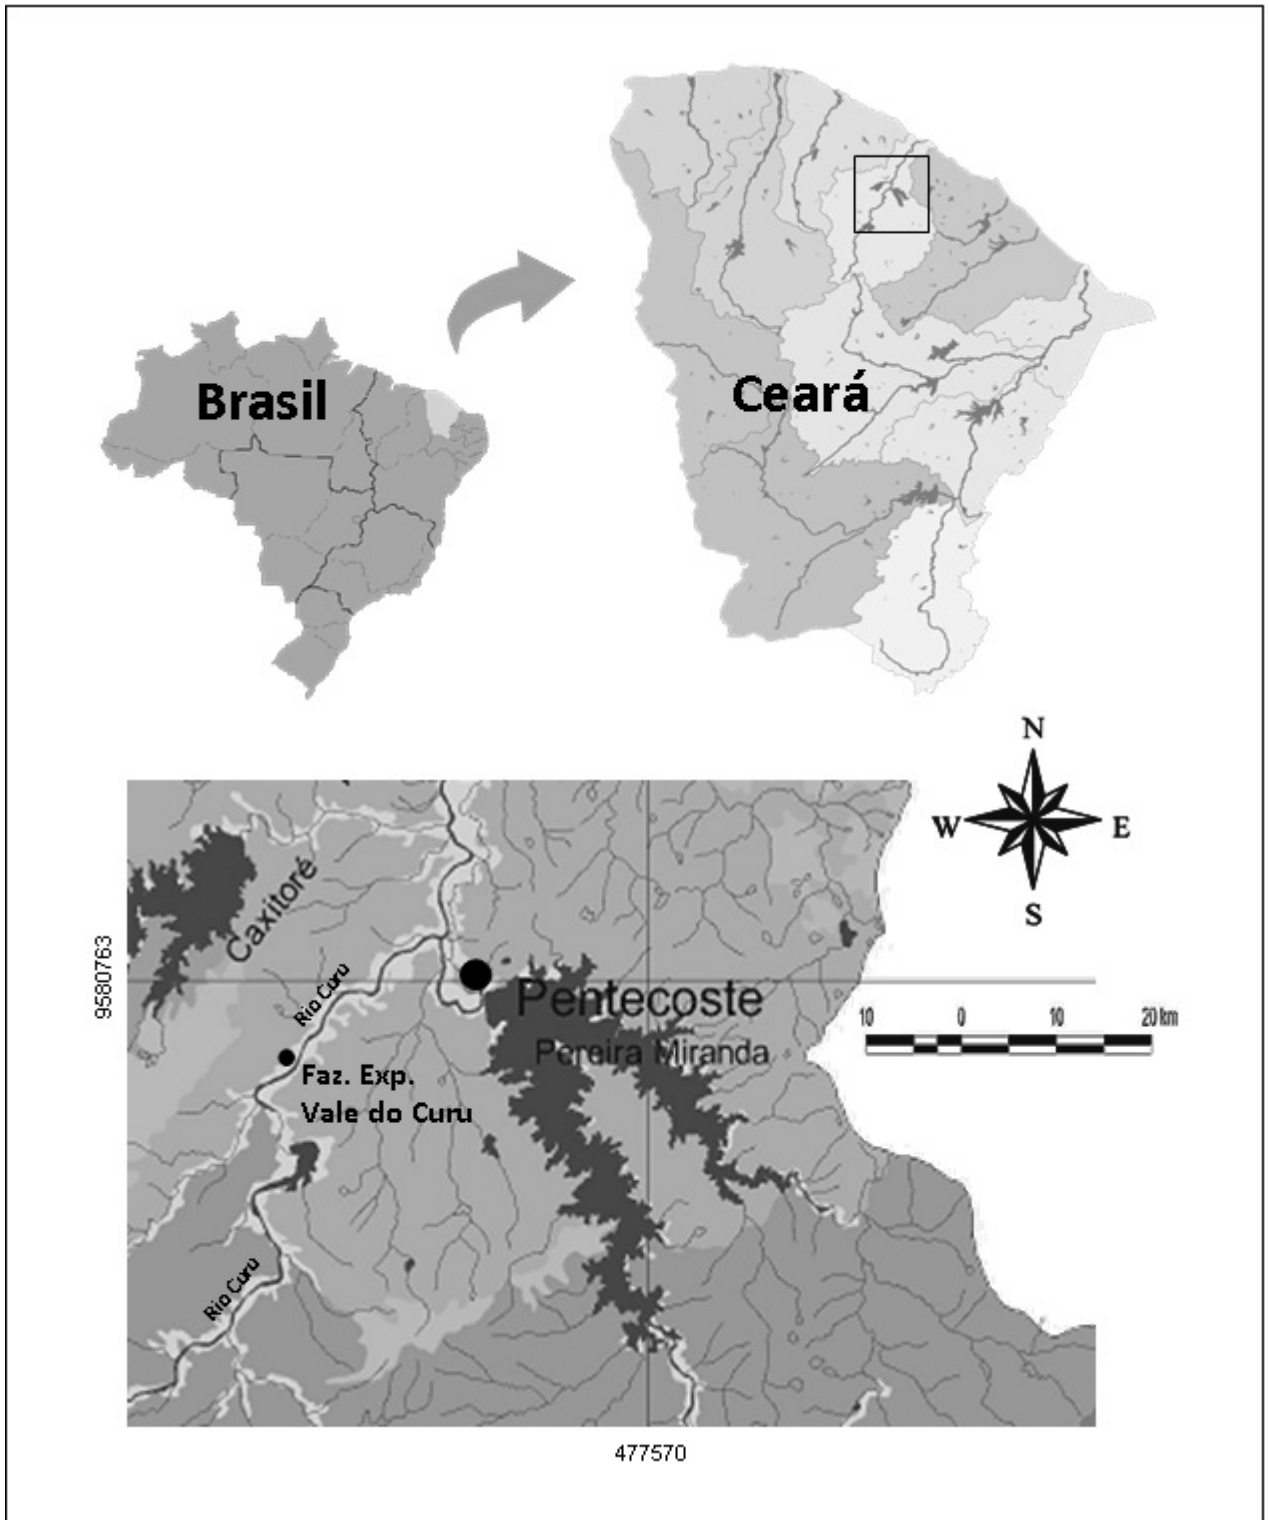 Brasil
Ceará
N
W
E
S
Caxitoré
9580763
Rio Curu
Pentecoste
Pereira Miranda
10 0 10 20 km
Faz. Exp.
Vale do Curu
Rio Curu
477570